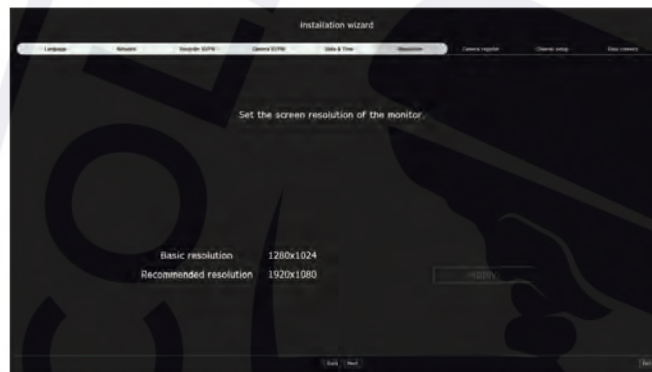 Installation wizard
Language Network Recorder ID/PW Camera ID/PW Date & Time Resolution Camera register Channel setup Easy connect
Set the screen resolution of the monitor.
Basic resolution 1280x1024
Recommended resolution 1920x1080
Back Next